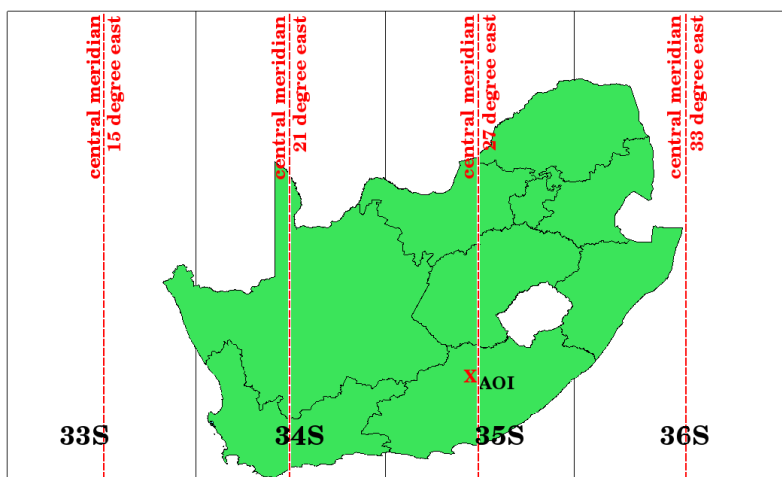 central meridian
15 degree east
central meridian
21 degree east
central meridian
27 degree east
central meridian
33 degree east
X
AOI
33S
34S
35S
36S